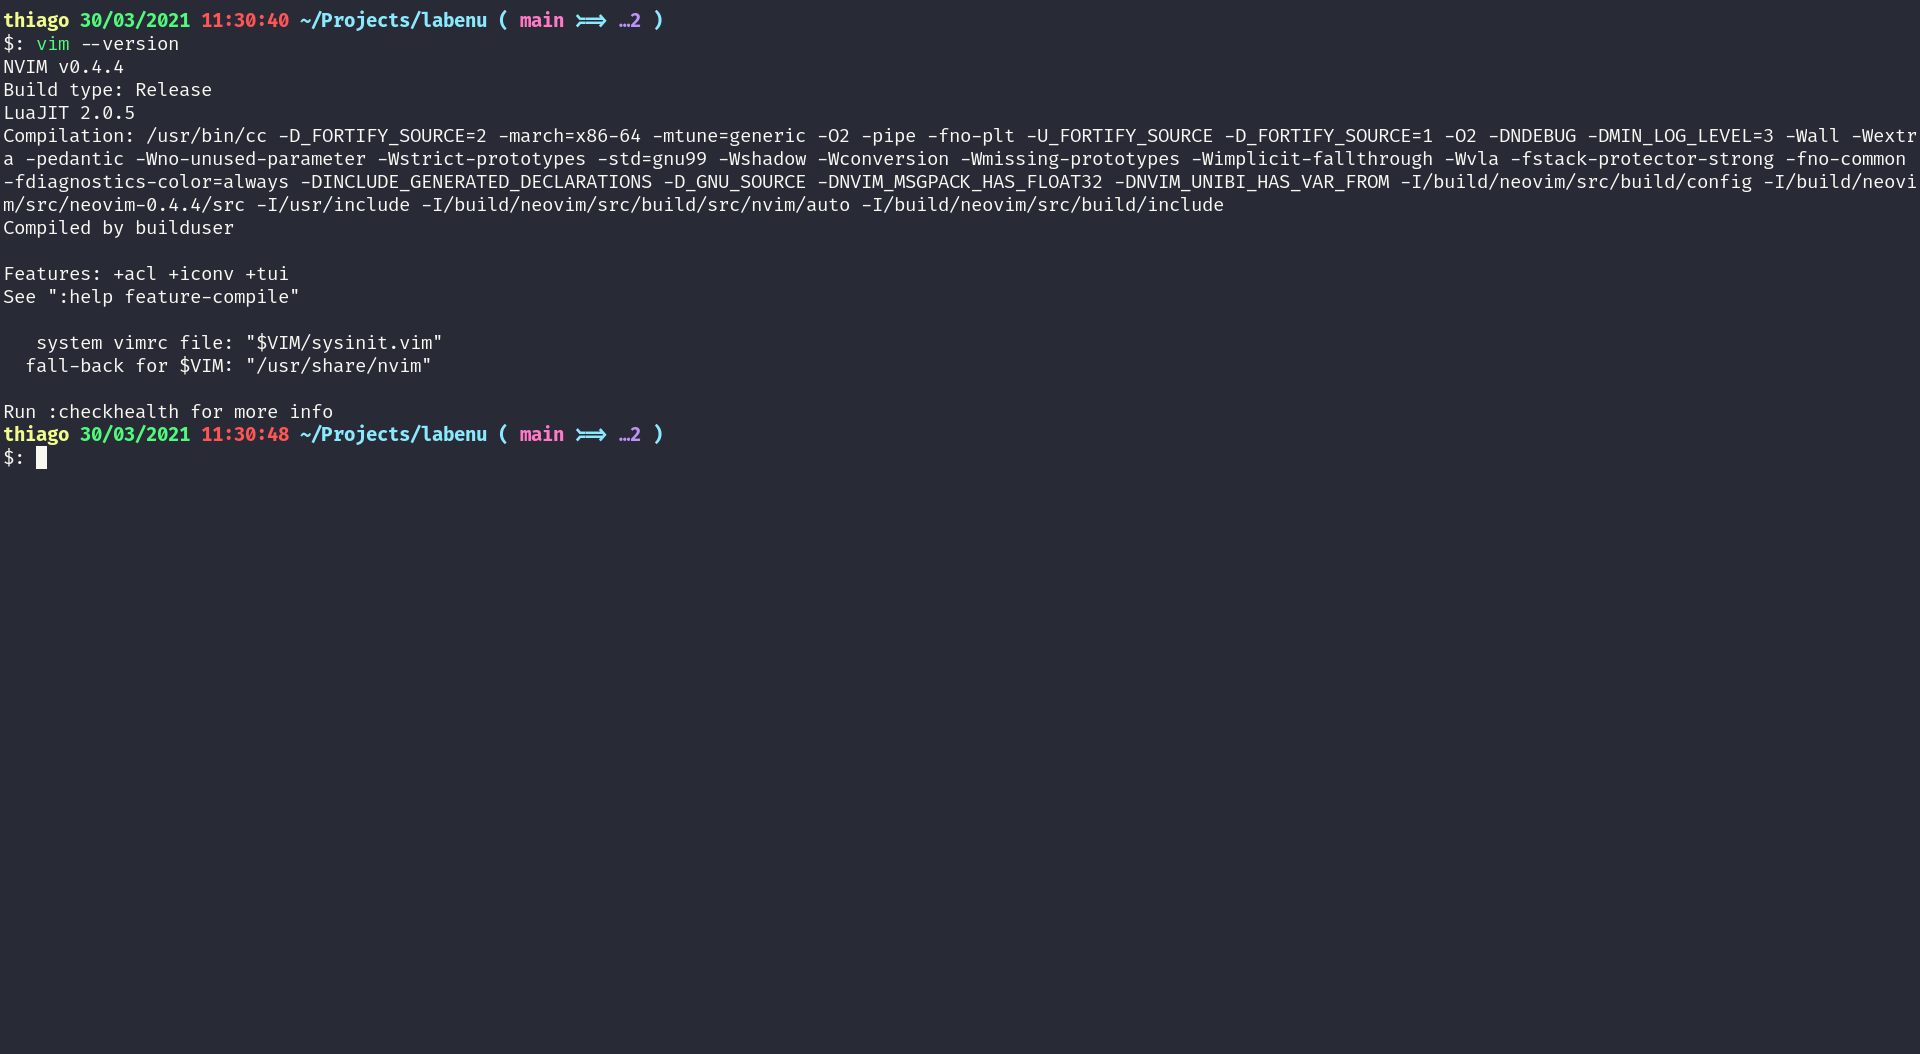 thiago 30/03/2021 11:30:40 ~/Projects/labenu ( main >=> …2 )
$: vim --version
NVIM v0.4.4
Build type: Release
LuaJIT 2.0.5
Compilation: /usr/bin/cc -D_FORTIFY_SOURCE=2 -march=x86-64 -mtune=generic -O2 -pipe -fno-plt -U_FORTIFY_SOURCE -D_FORTIFY_SOURCE=1 -O2 -DNDEBUG -DMIN_LOG_LEVEL=3 -Wall -Wextr
a -pedantic -Wno-unused-parameter -Wstrict-prototypes -std=gnu99 -Wshadow -Wconversion -Wmissing-prototypes -Wimplicit-fallthrough -Wvla -fstack-protector-strong -fno-common
-fdiagnostics-color=always -DINCLUDE_GENERATED_DECLARATIONS -D_GNU_SOURCE -DNVIM_MSGPACK_HAS_FLOAT32 -DNVIM_UNIBI_HAS_VAR_FROM -I/build/neovim/src/build/config -I/build/neovi
m/src/neovim-0.4.4/src -I/usr/include -I/build/neovim/src/build/src/nvim/auto -I/build/neovim/src/build/include
Compiled by builduser
Features: +acl +iconv +tui
See ":help feature-compile"
system vimrc file: "$VIM/sysinit.vim"
fall-back for $VIM: "/usr/share/nvim"
Run :checkhealth for more info
thiago 30/03/2021 11:30:48 ~/Projects/labenu ( main >=> …2 )
$: